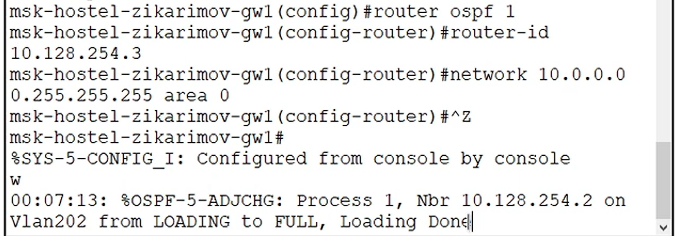 msk-hostel-zikarimov-gw1(config)#router ospf 1
msk-hostel-zikarimov-gw1(config-router)#router-id
10.128.254.3
msk-hostel-zikarimov-gw1(config-router)#network 10.0.0.0
0.255.255.255 area 0
msk-hostel-zikarimov-gw1(config-router)#^Z
msk-hostel-zikarimov-gw1#
%SYS-5-CONFIG_I: Configured from console by console
w
00:07:13: %OSPF-5-ADJCHG: Process 1, Nbr 10.128.254.2 on
Vlan202 from LOADING to FULL, Loading Done